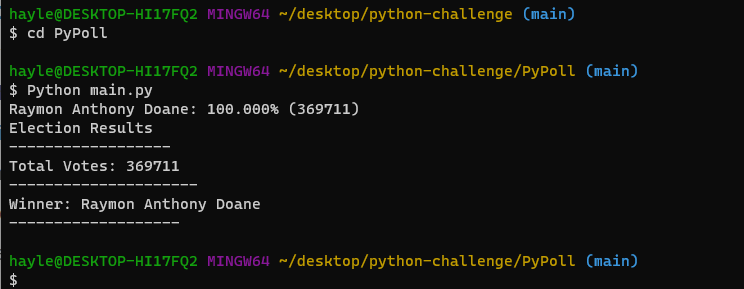 hayle@DESKTOP-HI17FQ2 MINGW64 ~/desktop/python-challenge (main)
$ cd PyPoll
hayle@DESKTOP-HI17FQ2 MINGW64 ~/desktop/python-challenge/PyPoll (main)
$ Python main.py
Raymon Anthony Doane: 100.000% (369711)
Election Results
------------------
Total Votes: 369711
---------------------
Winner: Raymon Anthony Doane
-------------------
hayle@DESKTOP-HI17FQ2 MINGW64 ~/desktop/python-challenge/PyPoll (main)
$